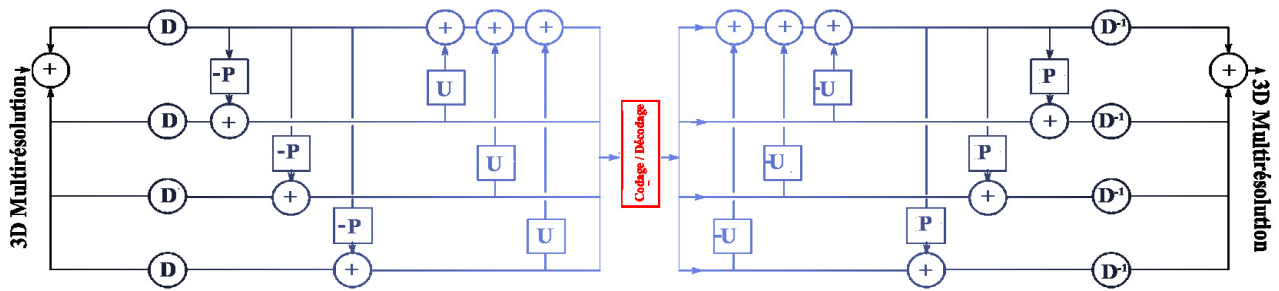 3D Multirésolution
+
D
-P
+
D
-P
+
D
-P
+
D
+
+
+
U
U
U
Codage / Décodage
+
+
+
-U
-U
-U
P
+
P
+
P
+
D-1
D-1
D-1
D-1
+
3D Multirésolution